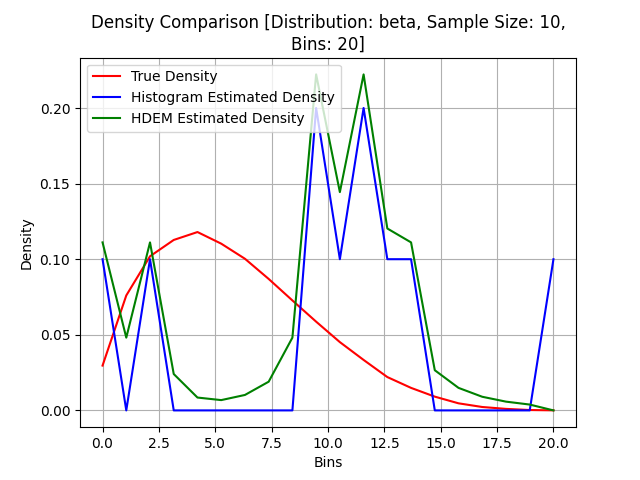 Density Comparison [Distribution: beta, Sample Size: 10,
Bins: 20]
True Density
Histogram Estimated Density
HDEM Estimated Density
Density
0.20
0.15
0.10
0.05
0.00
0.0 2.5 5.0 7.5 10.0 12.5 15.0 17.5 20.0
Bins